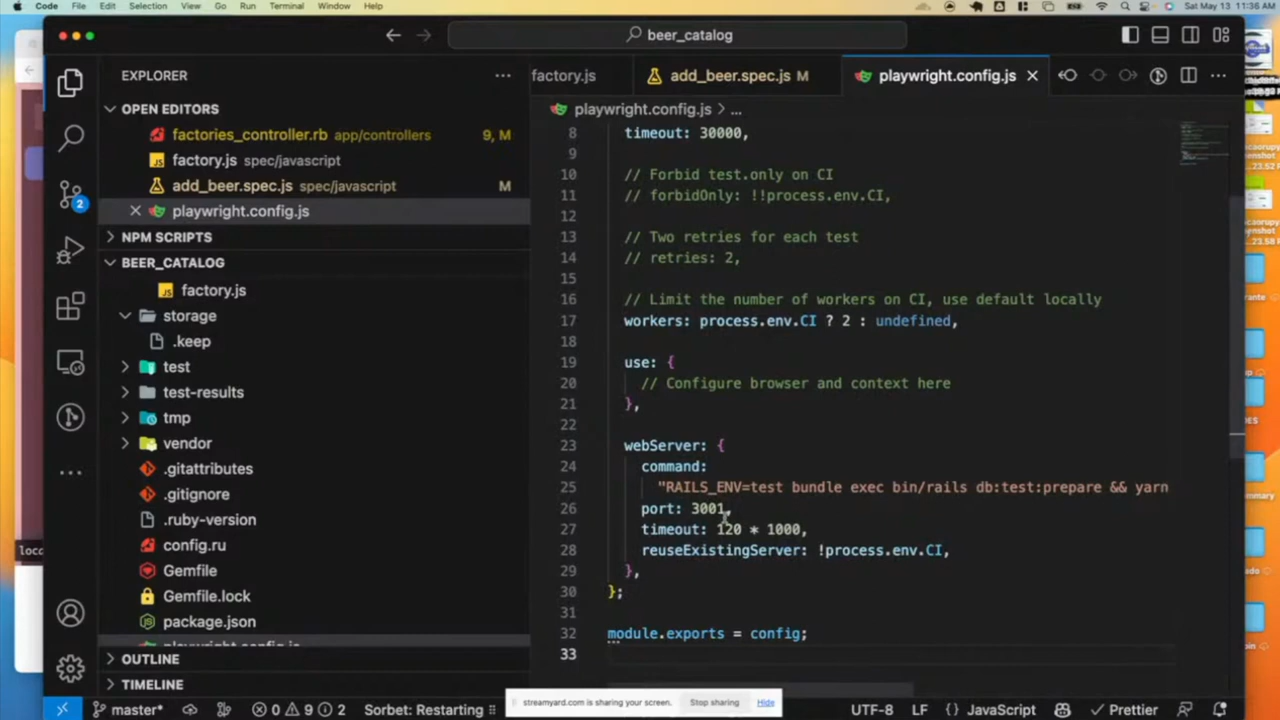 Code File Edit Selection View Go Run Terminal Window Help Sat May 13 11:36 AM
beer_catalog
EXPLORER
factory.js add_beer.spec.js M playwright.config.js
OPEN EDITORS
factories_controller.rb app/controllers 9, M
factory.js spec/javascript
add_beer.spec.js spec/javascript M
playwright.config.js
NPM SCRIPTS
BEER_CATALOG
factory.js
storage
.keep
test
test-results
tmp
vendor
.gitattributes
.gitignore
.ruby-version
config.ru
Gemfile
Gemfile.lock
package.json
playwright.config.js
OUTLINE
TIMELINE
2
playwright.config.js > ...
8 timeout: 30000,
9
10 // Forbid test.only on CI
11 // forbidOnly: !!process.env.CI,
12
13 // Two retries for each test
14 // retries: 2,
15
16 // Limit the number of workers on CI, use default locally
17 workers: process.env.CI ? 2 : undefined,
18
19 use: {
20 // Configure browser and context here
21 },
22
23 webServer: {
24 command:
25 "RAILS_ENV=test bundle exec bin/rails db:test:prepare && yarn
26 port: 3001,
27 timeout: 120 * 1000,
28 reuseExistingServer: !process.env.CI,
29 },
30 };
31
32 module.exports = config;
33
streamyard.com is sharing your screen. Stop sharing Hide
master* 0 9 2 Sorbet: Restarting UTF-8 LF {} JavaScript Prettier